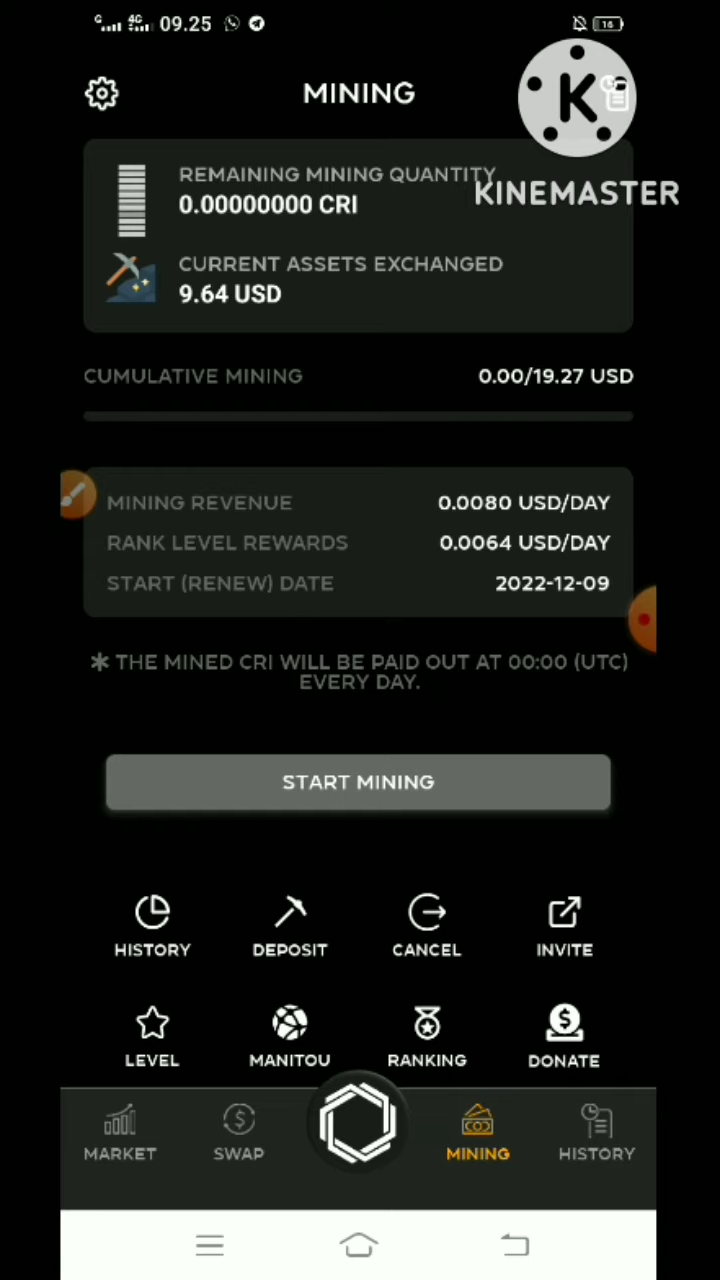 G 4G 4G 09.25 16
MINING
K
KINEMASTER
REMAINING MINING QUANTITY
0.00000000 CRI
CURRENT ASSETS EXCHANGED
9.64 USD
CUMULATIVE MINING 0.00/19.27 USD
MINING REVENUE 0.0080 USD/DAY
RANK LEVEL REWARDS 0.0064 USD/DAY
START (RENEW) DATE 2022-12-09
* THE MINED CRI WILL BE PAID OUT AT 00:00 (UTC)
EVERY DAY.
START MINING
HISTORY DEPOSIT CANCEL INVITE
LEVEL MANITOU RANKING DONATE
MARKET SWAP MINING HISTORY